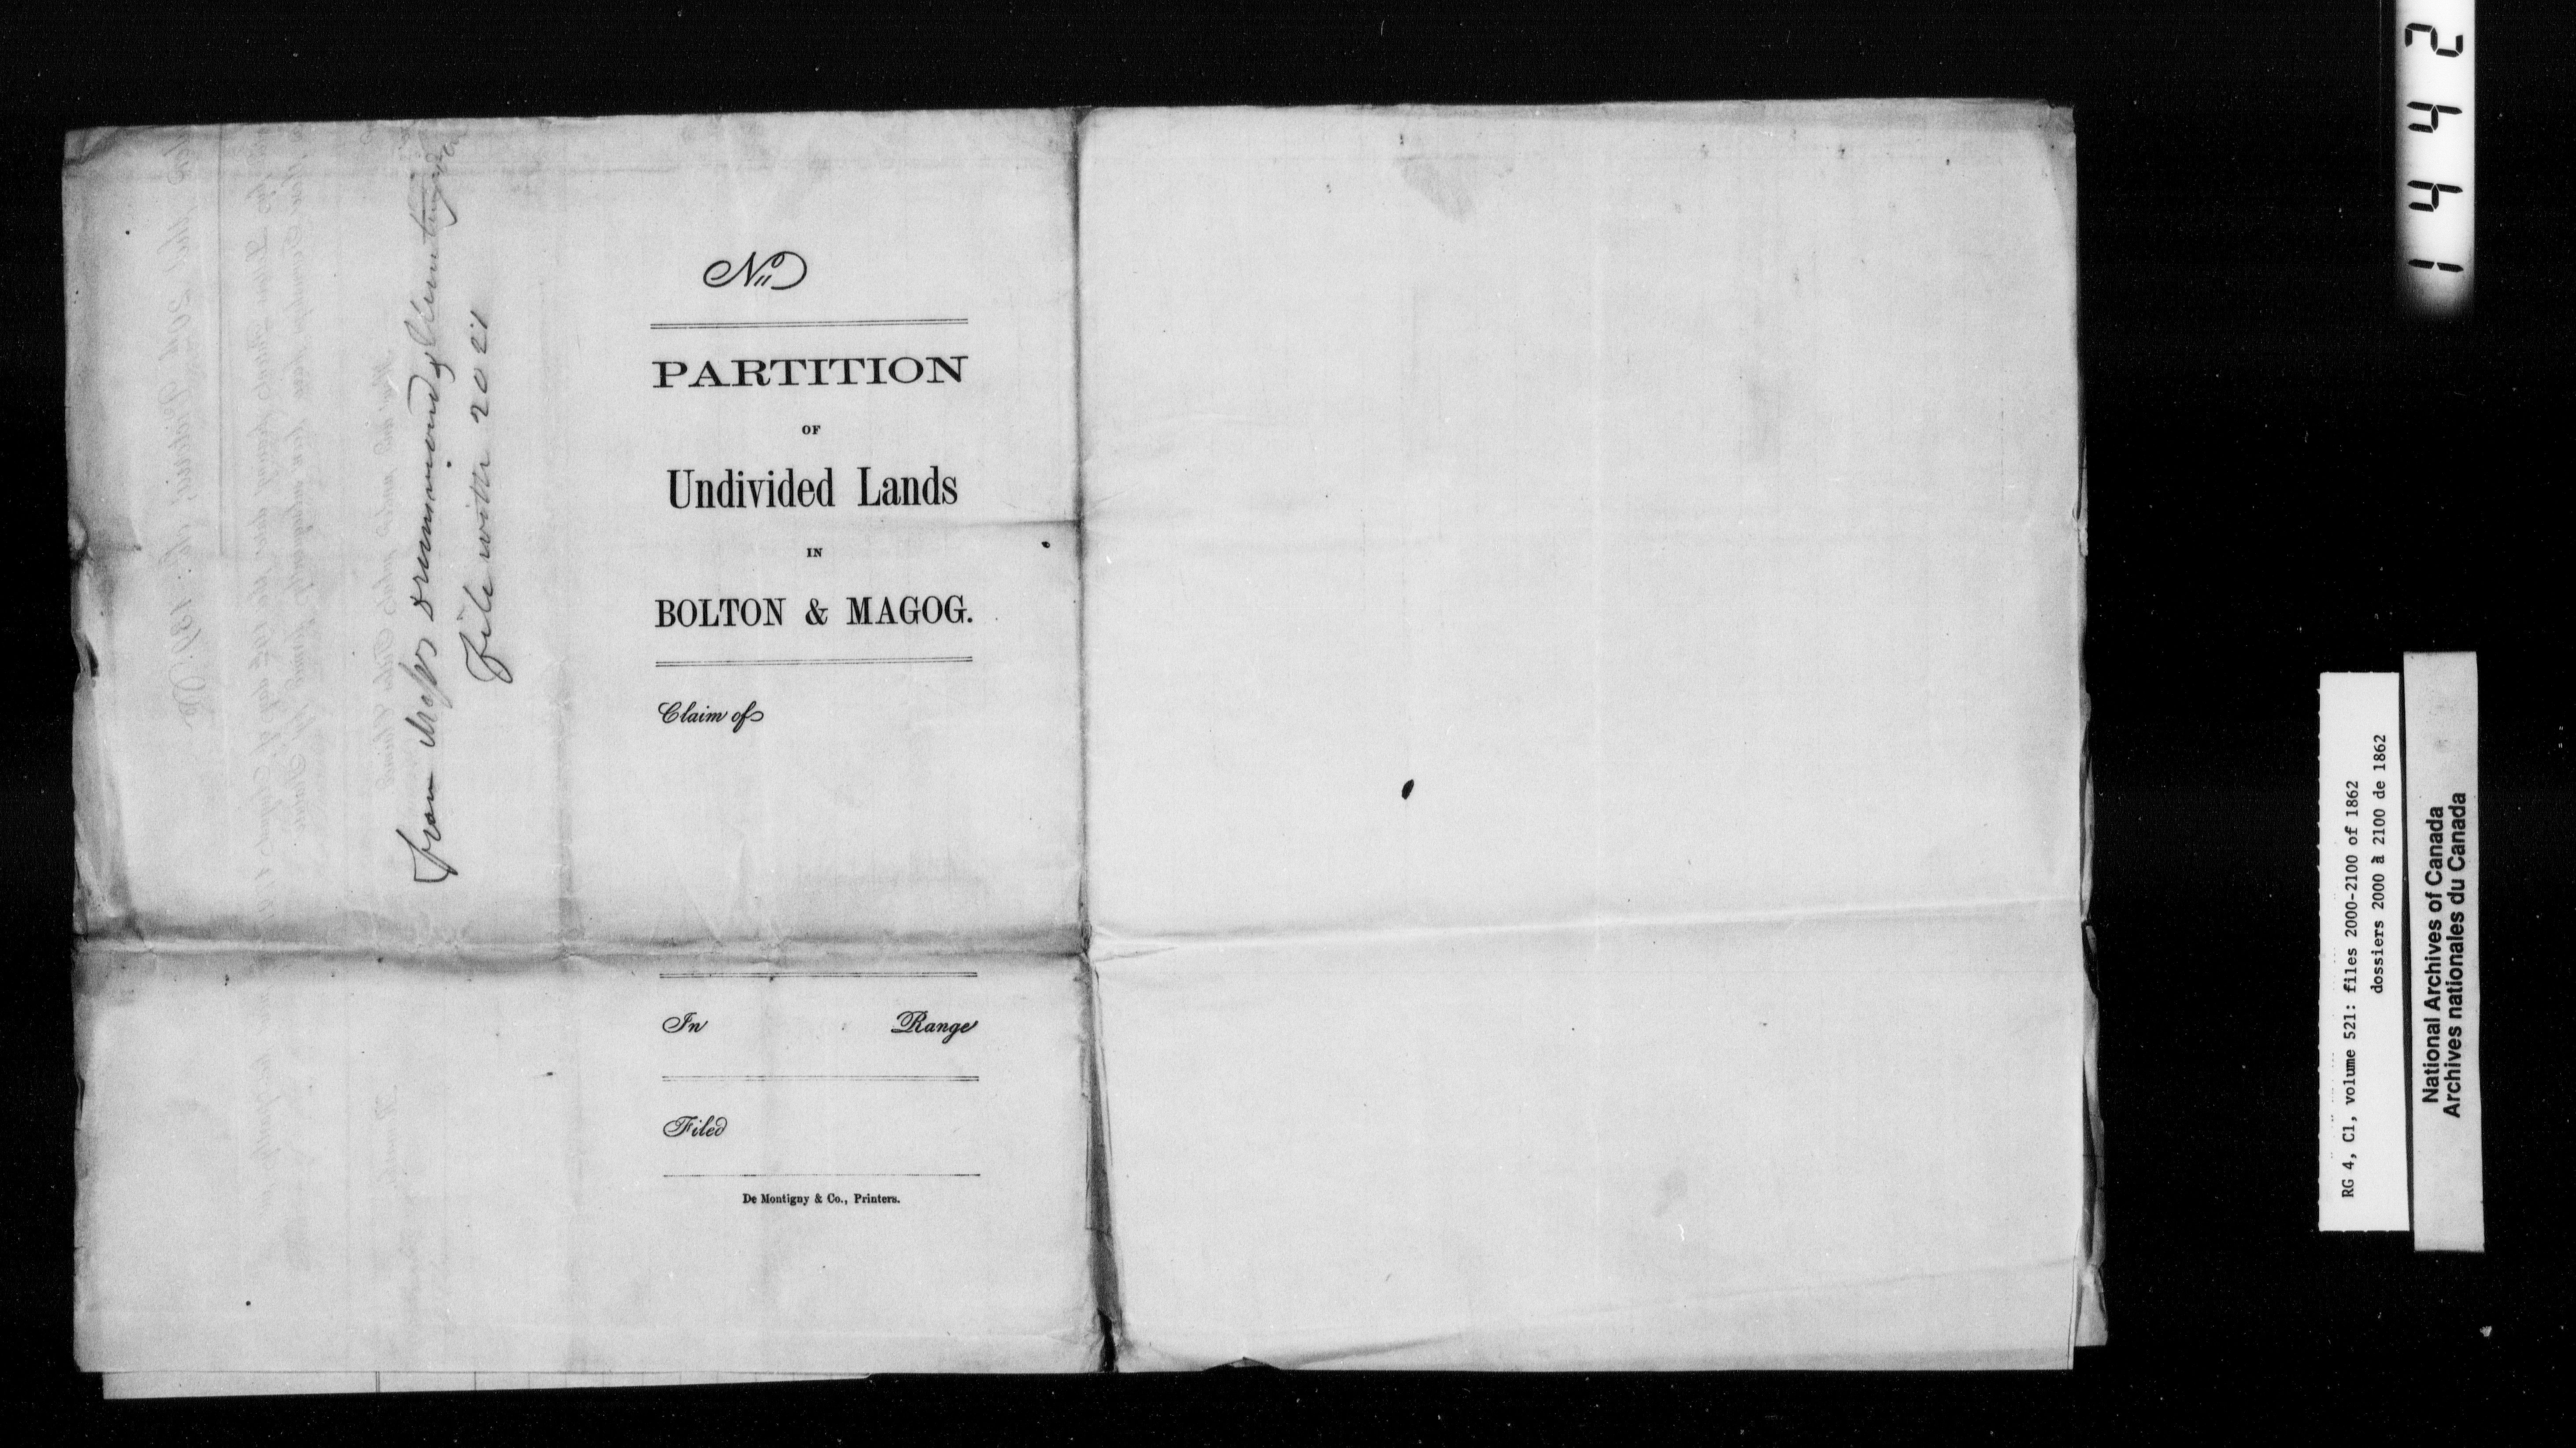 from Messrs Drummond &
File with 2021
No
PARTITION
OF
Undivided Lands
IN
BOLTON & MAGOG.
Claim of
In Range
Filed
De Montigny & Co., Printers.
1442
RG 4, C1, volume 521: files 2000-2100 of 1862
dossiers 2000 à 2100 de 1862
National Archives of Canada
Archives nationales du Canada